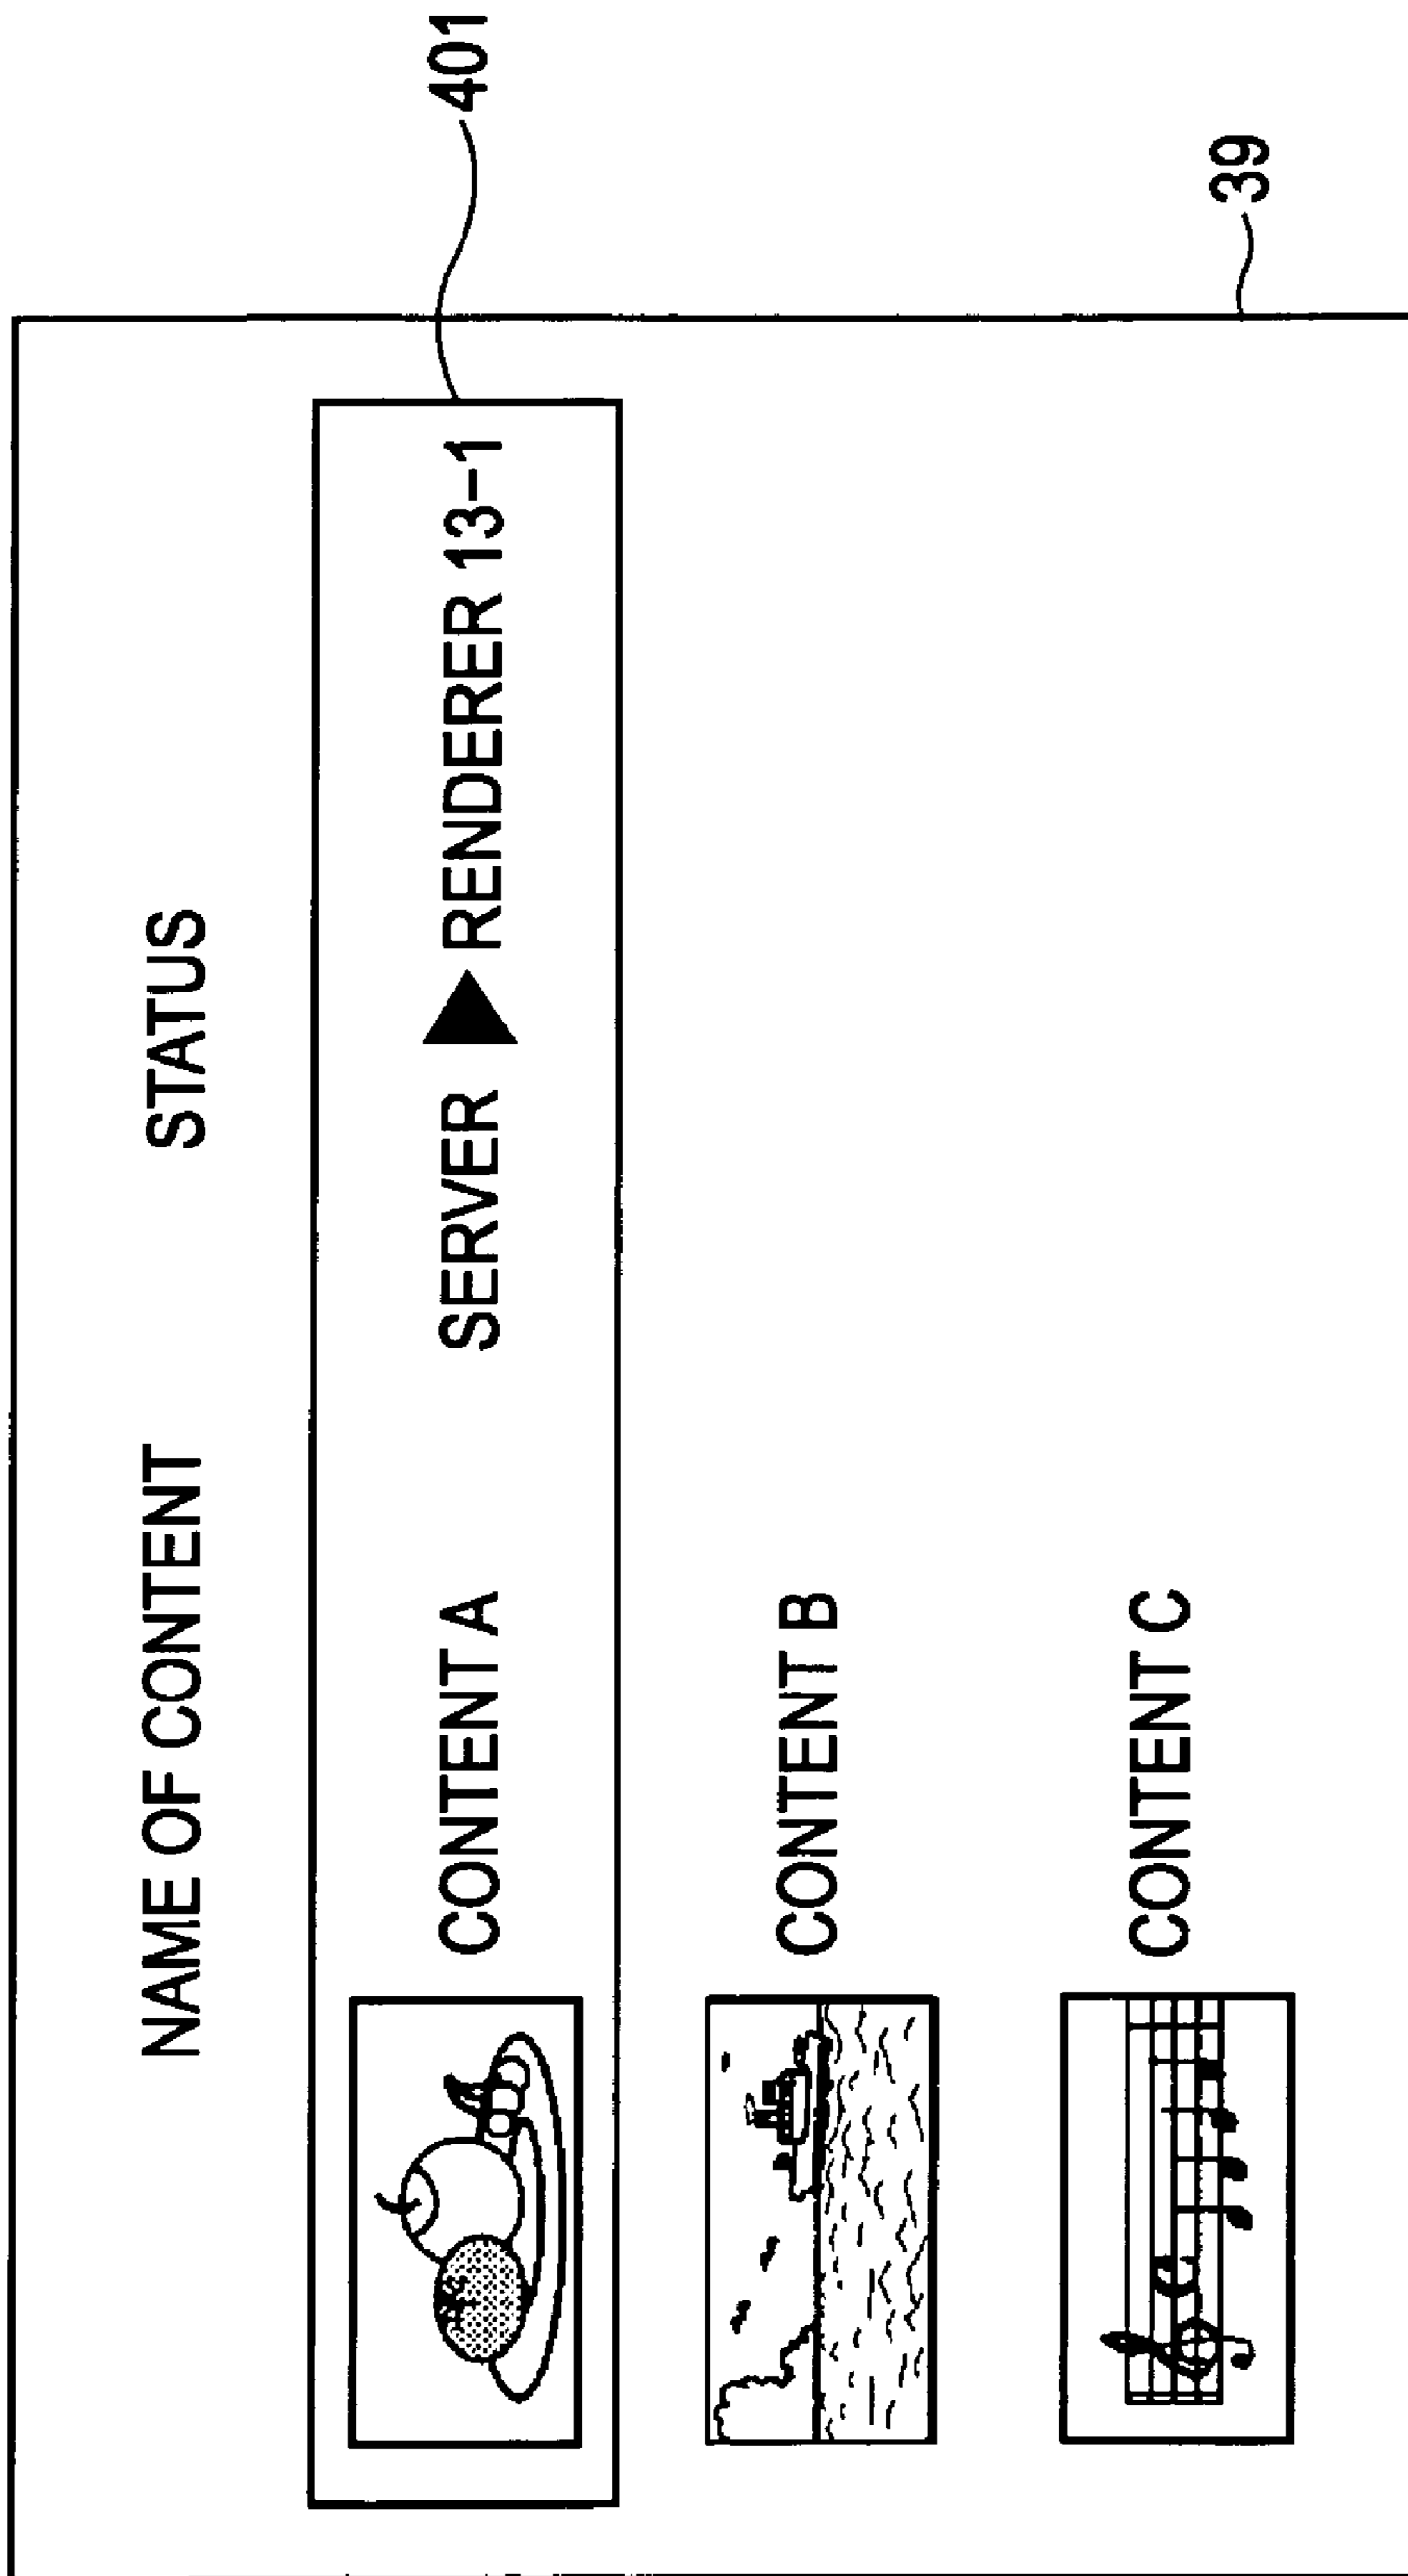 NAME OF CONTENT STATUS
CONTENT A SERVER ▶ RENDERER 13-1
401
CONTENT B
CONTENT C
39